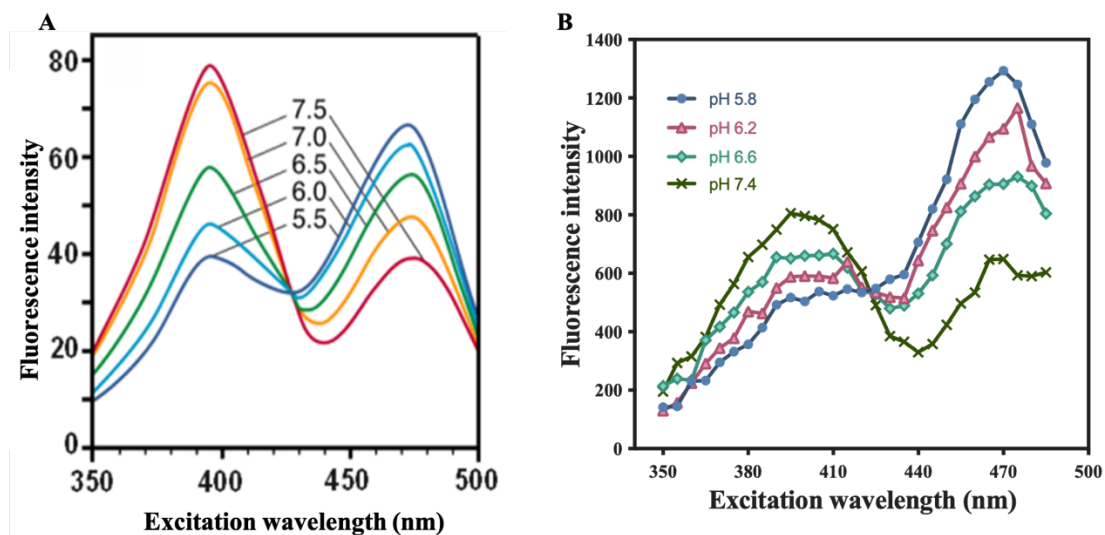 A
Fluorescence intensity
80
60
40
20
0
7.5
7.0
6.5
6.0
5.5
350
400
450
500
Excitation wavelength (nm)
B
Fluorescence intensity
1400
1200
1000
800
600
400
200
0
pH 5.8
pH 6.2
pH 6.6
pH 7.4
350
380
410
440
470
500
Excitation wavelength (nm)